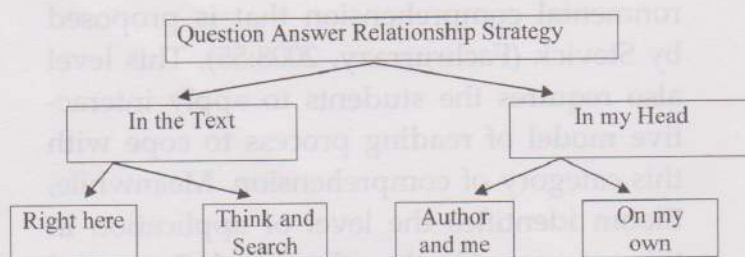 Question Answer Relationship Strategy
In the Text
In my Head
Right here
Think and
Search
Author
and me
On my
own